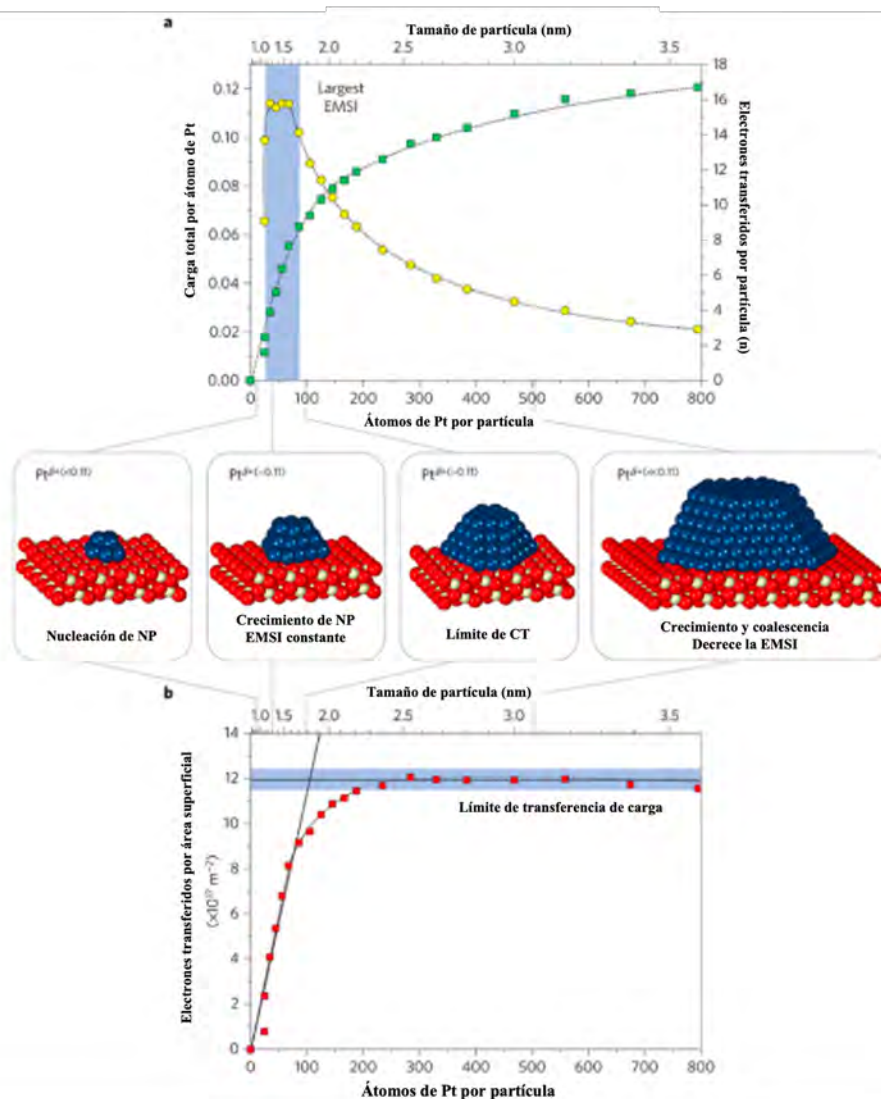 a
Tamaño de partícula (nm)
1.0 1.5 2.0 2.5 3.0 3.5
Largest
EMSI
Carga total por átomo de Pt
0.12
0.10
0.08
0.06
0.04
0.02
0.00
18
16
14
12
10
8
6
4
2
0
Electrones transferidos por partícula (n)
0 100 200 300 400 500 600 700 800
Átomos de Pt por partícula
Nucleación de NP
Crecimiento de NP
EMSI constante
Límite de CT
Crecimiento y coalescencia
Decrece la EMSI
b
Tamaño de partícula (nm)
1.0 1.5 2.0 2.5 3.0 3.5
Electrones transferidos por área superficial
14
12
10
8
6
4
2
0
Límite de transferencia de carga
0 100 200 300 400 500 600 700 800
Átomos de Pt por partícula